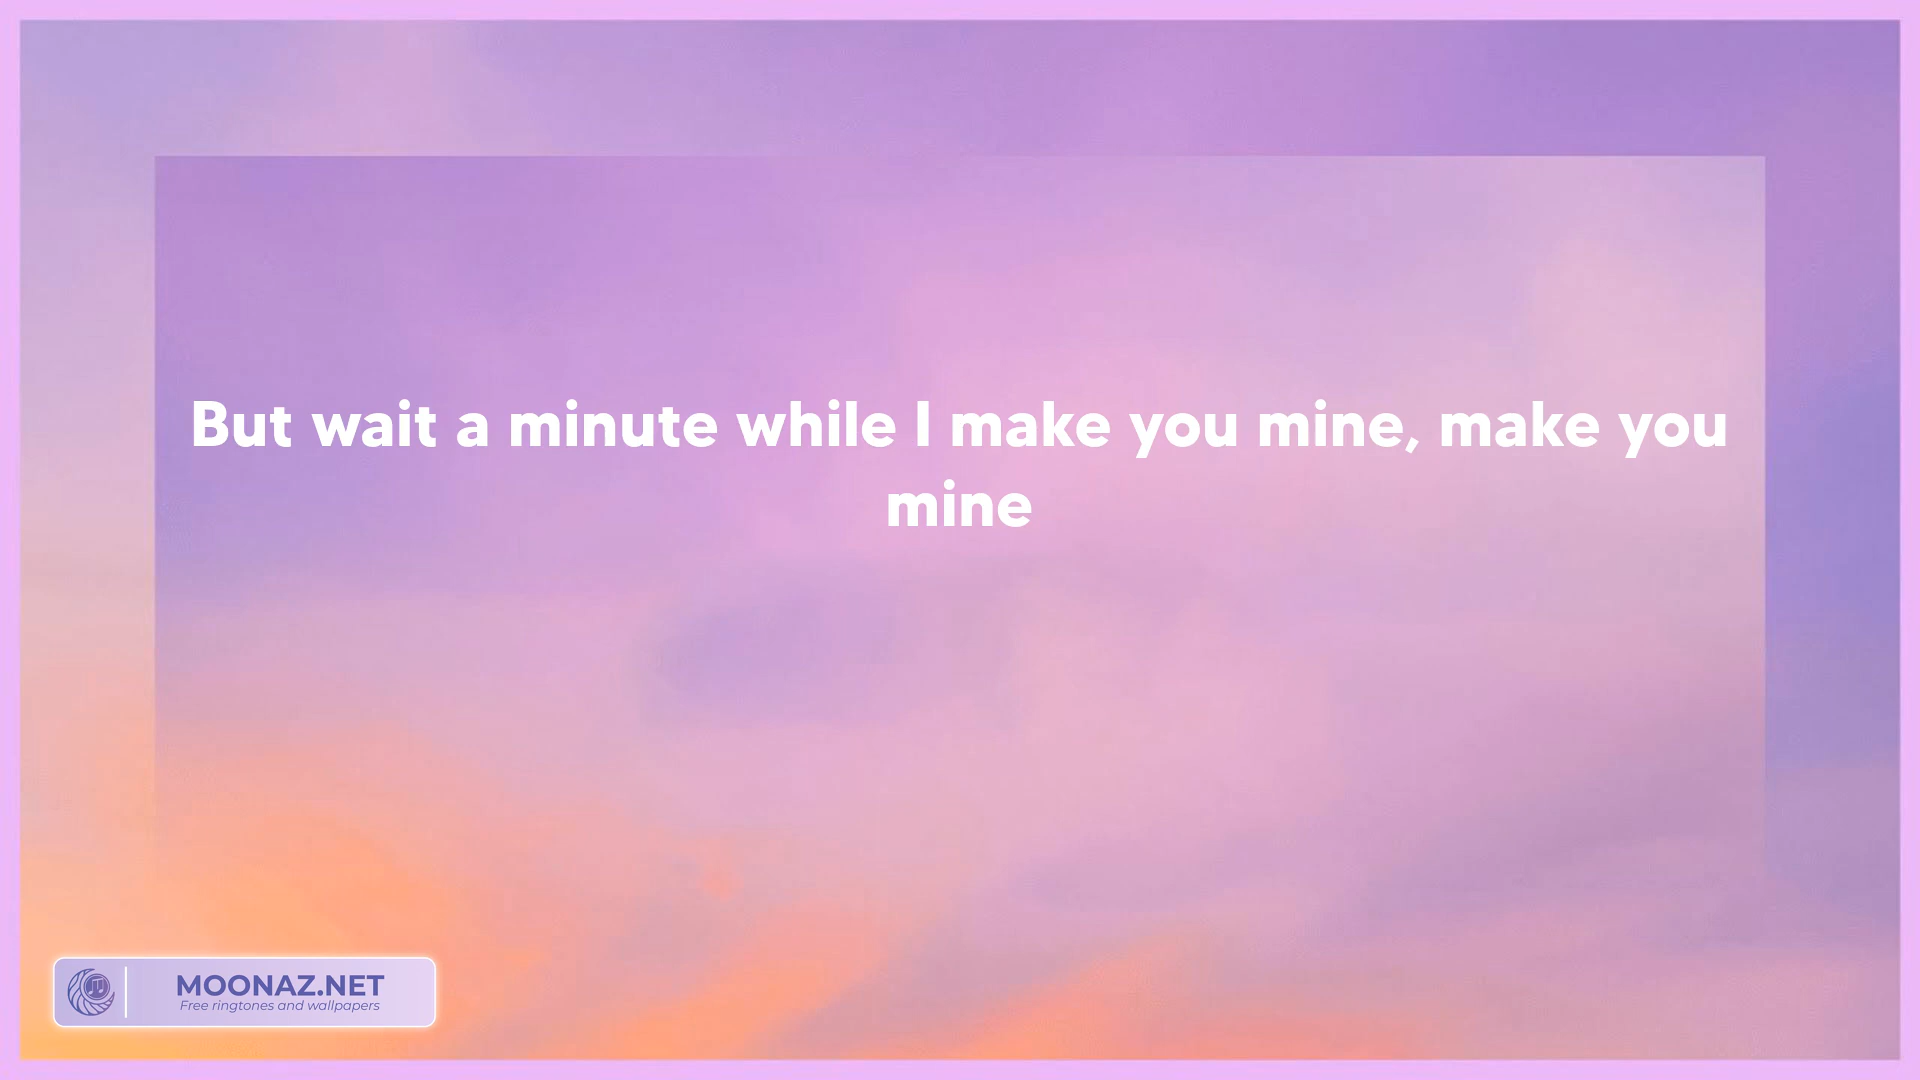 But wait a minute while I make you mine, make you
mine
MOONAZ.NET
Free ringtones and wallpapers